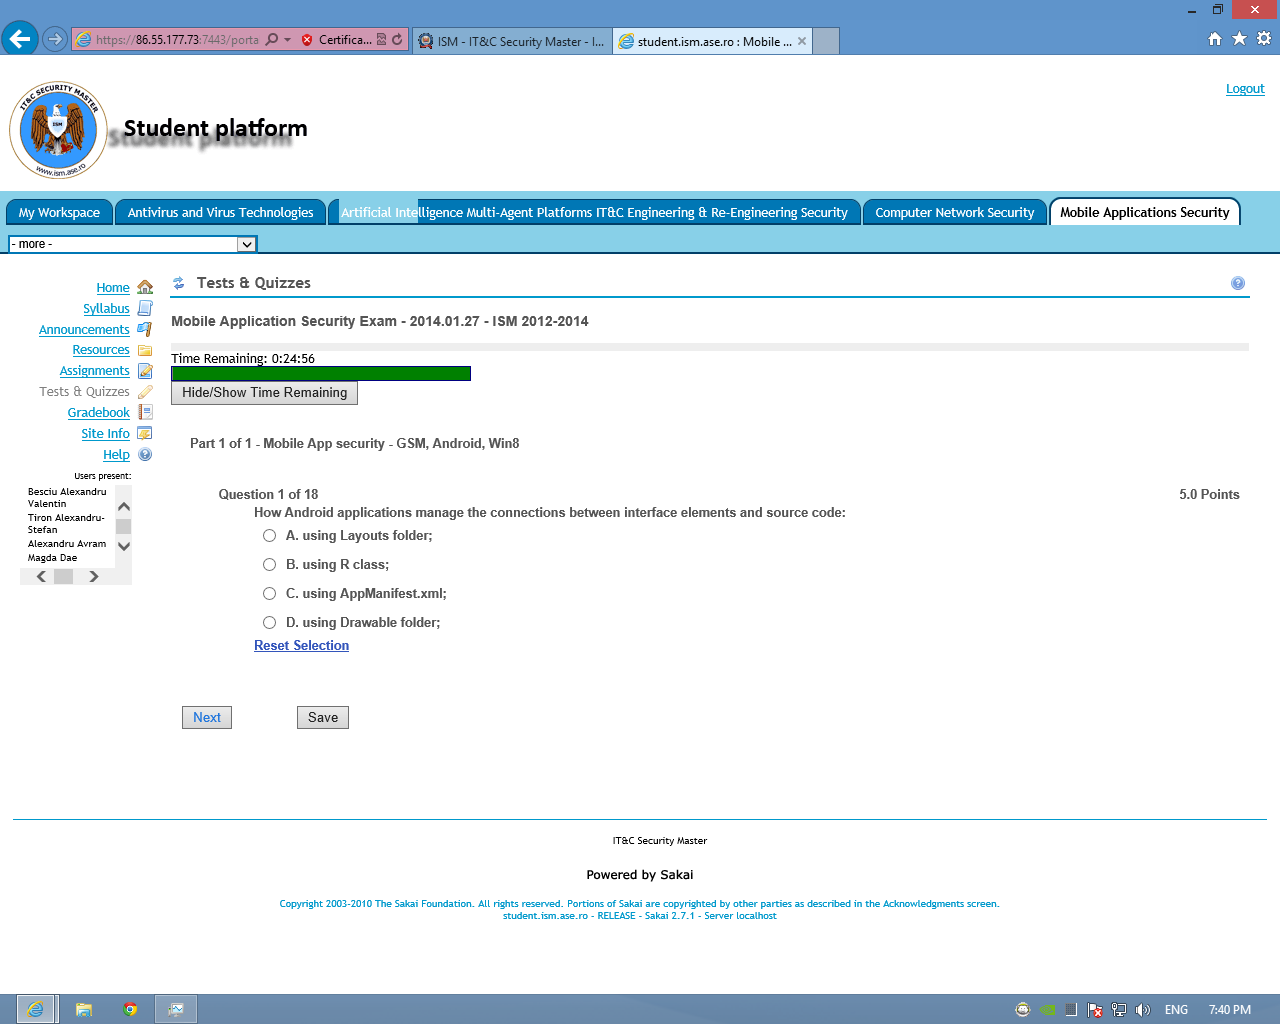 https://86.55.177.73:7443/porta
Certifica...
ISM - IT&C Security Master - I...
student.ism.ase.ro : Mobile ...
Logout
IT&C SECURITY MASTER
ISM
www.ism.ase.ro
Student platform
My Workspace
Antivirus and Virus Technologies
Artificial Intelligence Multi-Agent Platforms IT&C Engineering & Re-Engineering Security
Computer Network Security
Mobile Applications Security
- more -
Home
Syllabus
Announcements
Resources
Assignments
Tests & Quizzes
Gradebook
Site Info
Help
Users present:
Besciu Alexandru
Valentin
Tiron Alexandru-
Stefan
Alexandru Avram
Magda Dae
Tests & Quizzes
Mobile Application Security Exam - 2014.01.27 - ISM 2012-2014
Time Remaining: 0:24:56
Hide/Show Time Remaining
Part 1 of 1 - Mobile App security - GSM, Android, Win8
Question 1 of 18
5.0 Points
How Android applications manage the connections between interface elements and source code:
A. using Layouts folder;
B. using R class;
C. using AppManifest.xml;
D. using Drawable folder;
Reset Selection
Next
Save
IT&C Security Master
Powered by Sakai
Copyright 2003-2010 The Sakai Foundation. All rights reserved. Portions of Sakai are copyrighted by other parties as described in the Acknowledgments screen.
student.ism.ase.ro - RELEASE - Sakai 2.7.1 - Server localhost
ENG
7:40 PM